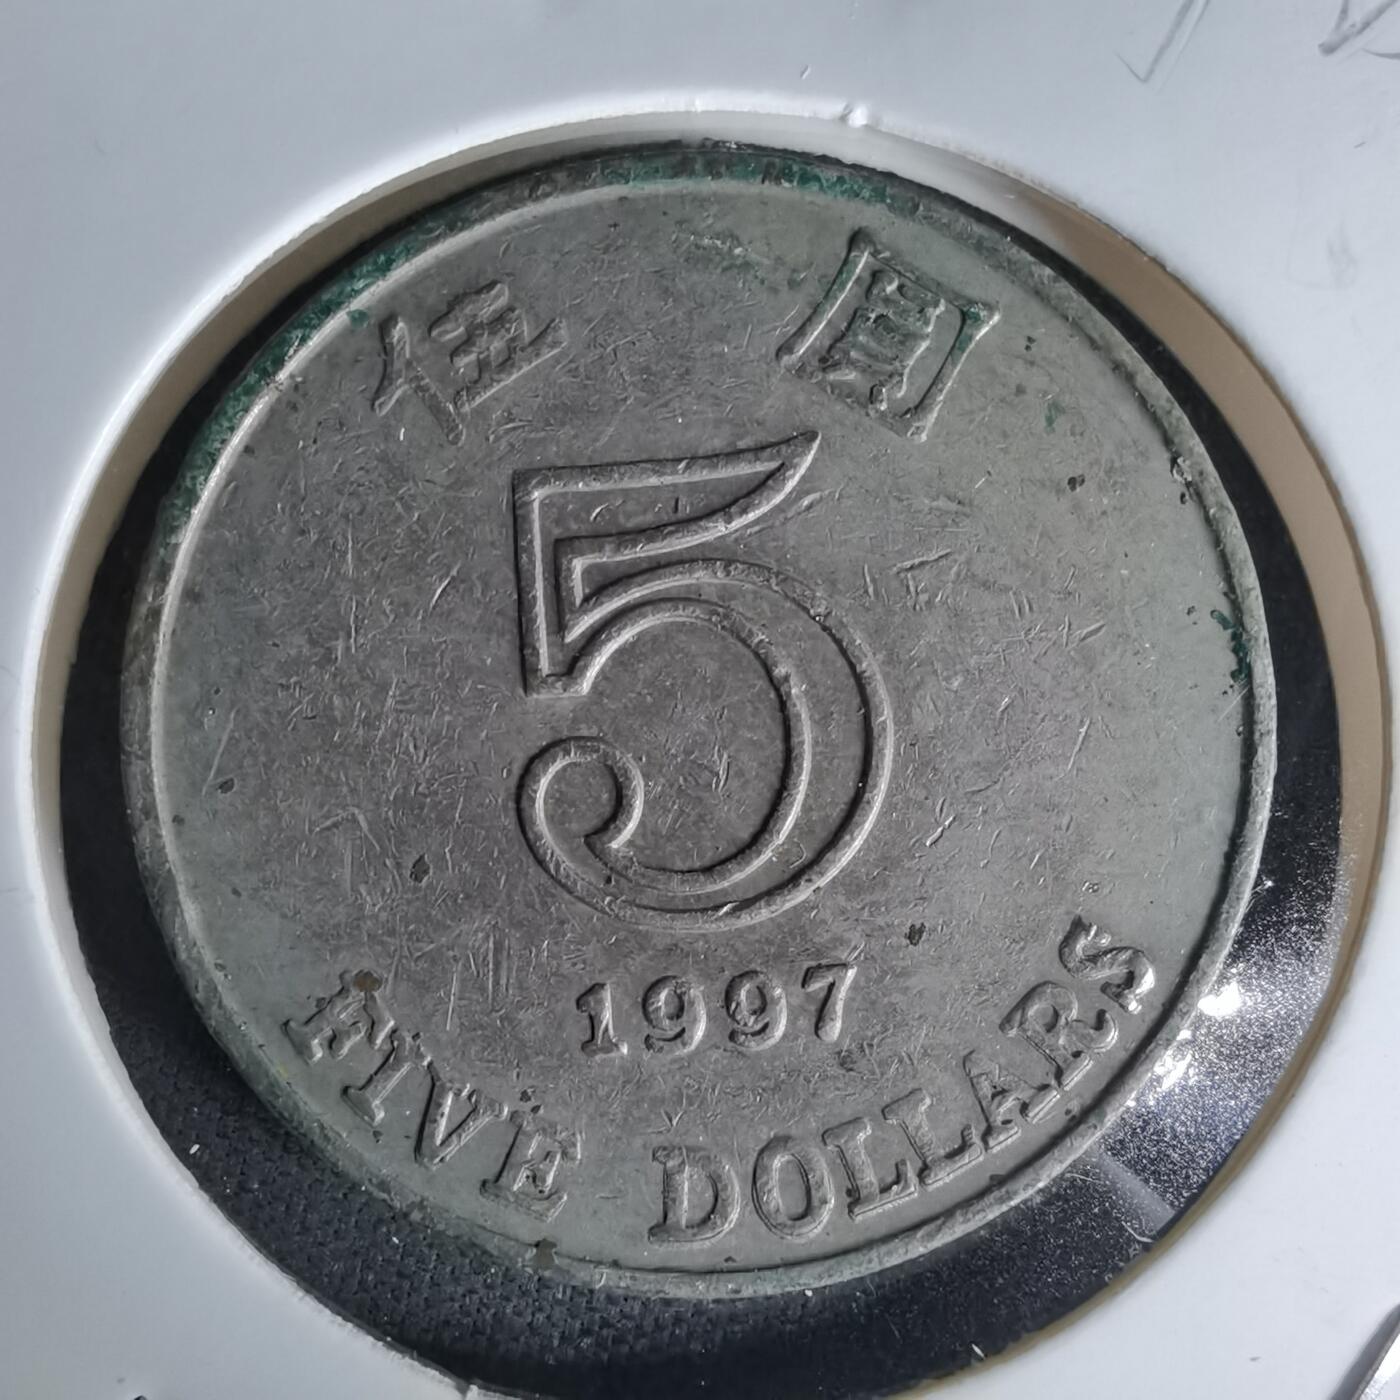 伍 圓
5
1997
FIVE DOLLARS